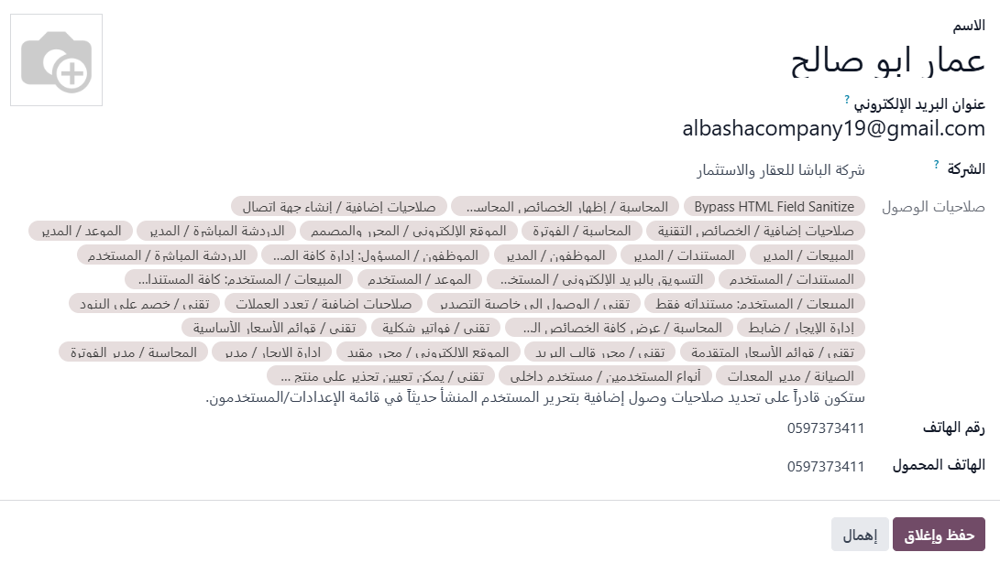 الاسم
عمار ابو صالح
عنوان البريد الإلكتروني ?
albashacompany19@gmail.com
الشركة ? شركة الباشا للعقار والاستثمار
صلاحيات الوصول Bypass HTML Field Sanitize المحاسبة / إظهار الخصائص المحاسـ... صلاحيات إضافية / إنشاء جهة اتصال
صلاحيات إضافية / الخصائص التقنية المحاسبة / الفوترة الموقع الإلكتروني / المحرر والمصمم الدردشة المباشرة / المدير الموعد / المدير
المبيعات / المدير المستندات / المدير الموظفون / المدير الموظفون / المسؤول: إدارة كافة المـ... الدردشة المباشرة / المستخدم
المستندات / المستخدم التسويق بالبريد الإلكتروني / المستخـ... الموعد / المستخدم المبيعات / المستخدم: كافة المستندا...
المبيعات / المستخدم: مستنداته فقط تقني / الوصول إلى خاصية التصدير صلاحيات إضافية / تعدد العملات تقني / خصم على البنود
إدارة الإيجار / ضابط المحاسبة / عرض كافة الخصائص الـ... تقني / فواتير شكلية تقني / قوائم الأسعار الأساسية
تقني / قوائم الأسعار المتقدمة تقني / محرر قالب البريد الموقع الإلكتروني / محرر مقيد ادارة الايجار / مدير المحاسبة / مدير الفوترة
الصيانة / مدير المعدات أنواع المستخدمين / مستخدم داخلي تقني / يمكن تعيين تحذير على منتج ...
ستكون قادراً على تحديد صلاحيات وصول إضافية بتحرير المستخدم المنشأ حديثاً في قائمة الإعدادات/المستخدمون.
رقم الهاتف 0597373411
الهاتف المحمول 0597373411
حفظ وإغلاق إهمال